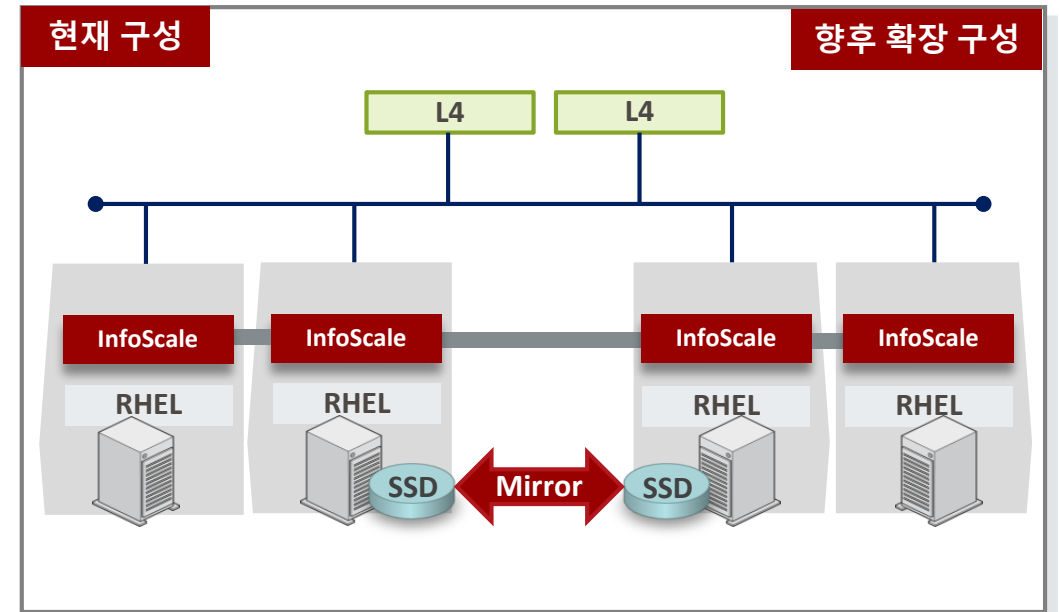 현재 구성
향후 확장 구성
L4
L4
InfoScale
InfoScale
InfoScale
InfoScale
RHEL
RHEL
RHEL
RHEL
SSD
Mirror
SSD